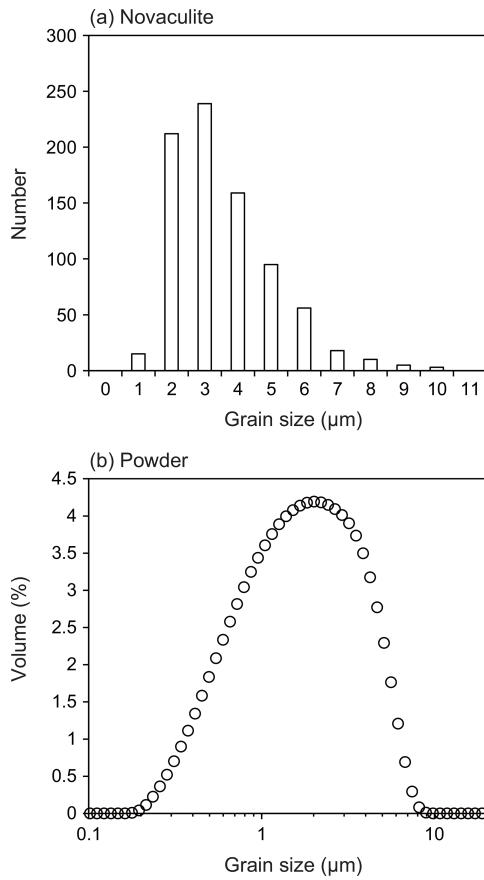 (a) Novaculite
300
250
200
150
100
50
0
Number
0 1 2 3 4 5 6 7 8 9 10 11
Grain size (µm)
(b) Powder
4.5
4
3.5
3
2.5
2
1.5
1
0.5
0
Volume (%)
0.1 1 10
Grain size (µm)